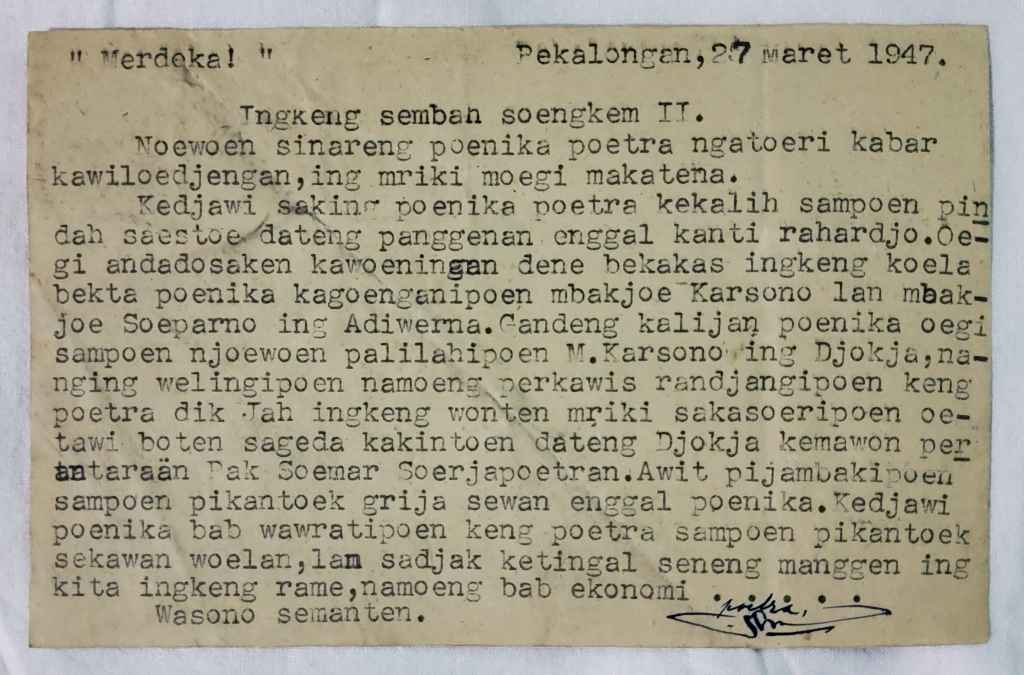 " Merdeka! " Pekalongan, 27 Maret 1947.
Ingkeng sembah soengkem II.
Noewoen sinareng poenika poetra ngatoeri kabar
kawiloedjengan,ing mriki moegi makatena.
Kedjawi saking poenika poetra kekalih sampoen pin
dah saestoe dateng panggenan enggal kanti rahardjo.Oe-
gi andadosaken kawoeningan dene bekakas ingkeng koela
bekta poenika kagoenganipoen mbakjoe Karsono lan mbak-
joe Soeparno ing Adiwerna.Gandeng kalijan poenika oegi
sampoen njoewoen palilahipoen M.Karsono ing Djokja,na-
nging welingipoen namoeng perkawis randjangipoen keng
poetra dik Jah ingkeng wonten mriki sakasoeripoen oe-
tawi boten sageda kakintoen dateng Djokja kemawon per
antaraän Pak Soemar Soerjapoetran.Awit pijambakipoen
sampoen pikantoek grija sewan enggal poenika.Kedjawi
poenika bab wawratipoen keng poetra sampoen pikantoek
sekawan woelan,lam sadjak ketingal seneng manggen ing
kita ingkeng rame,namoeng bab ekonomi . . . . .
Wasono semanten. poetra,